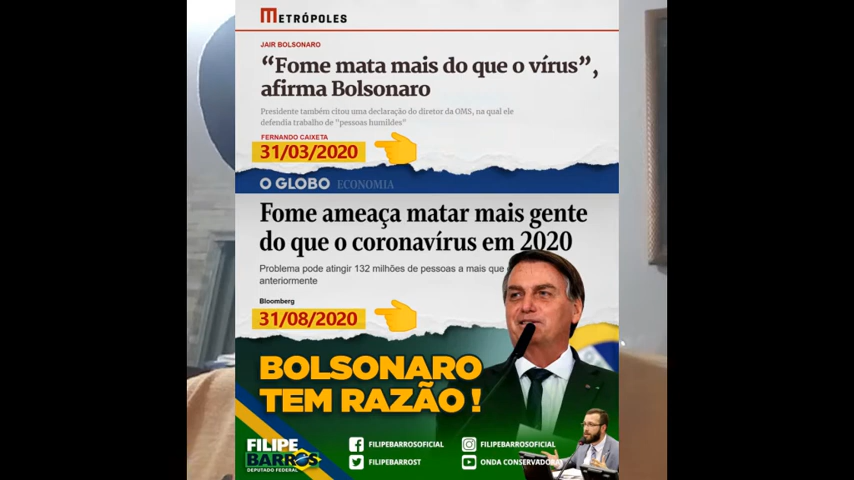 METRÓPOLES
JAIR BOLSONARO
“Fome mata mais do que o vírus”,
afirma Bolsonaro
Presidente também citou uma declaração do diretor da OMS, na qual ele
defendia trabalho de "pessoas humildes"
FERNANDO CAIXETA
31/03/2020
O GLOBO ECONOMIA
Fome ameaça matar mais gente
do que o coronavírus em 2020
Problema pode atingir 132 milhões de pessoas a mais que
anteriormente
Bloomberg
31/08/2020
BOLSONARO
TEM RAZÃO !
FILIPE
BARROS
DEPUTADO FEDERAL
FILIPEBARROSOFICIAL
FILIPEBARROSOFICIAL
FILIPEBARROST
ONDA CONSERVADORA